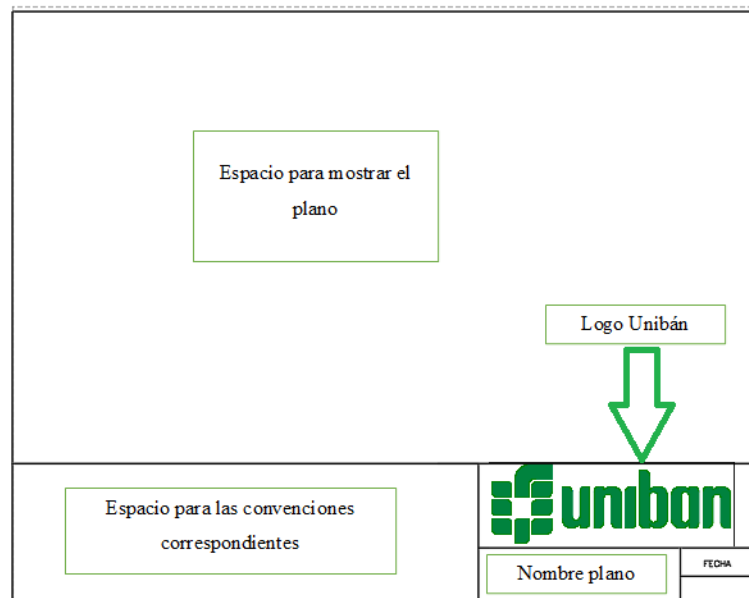 Espacio para mostrar el
plano
Logo Unibán
Espacio para las convenciones
correspondientes
uniban
Nombre plano
FECHA